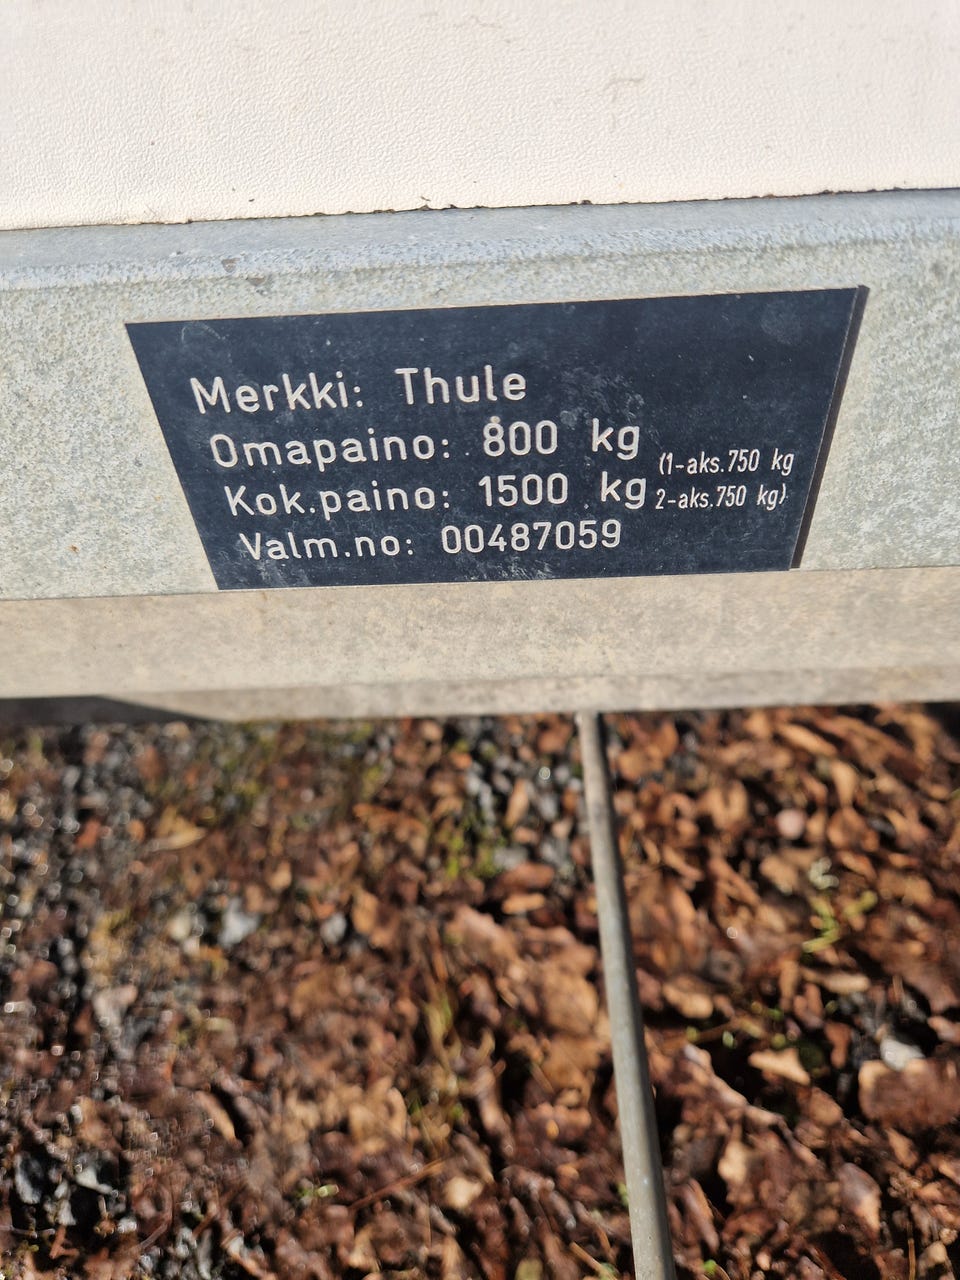 Merkki: Thule
Omapaino: 800 kg
Kok.paino: 1500 kg (1-aks.750 kg
2-aks.750 kg)
Valm.no: 00487059